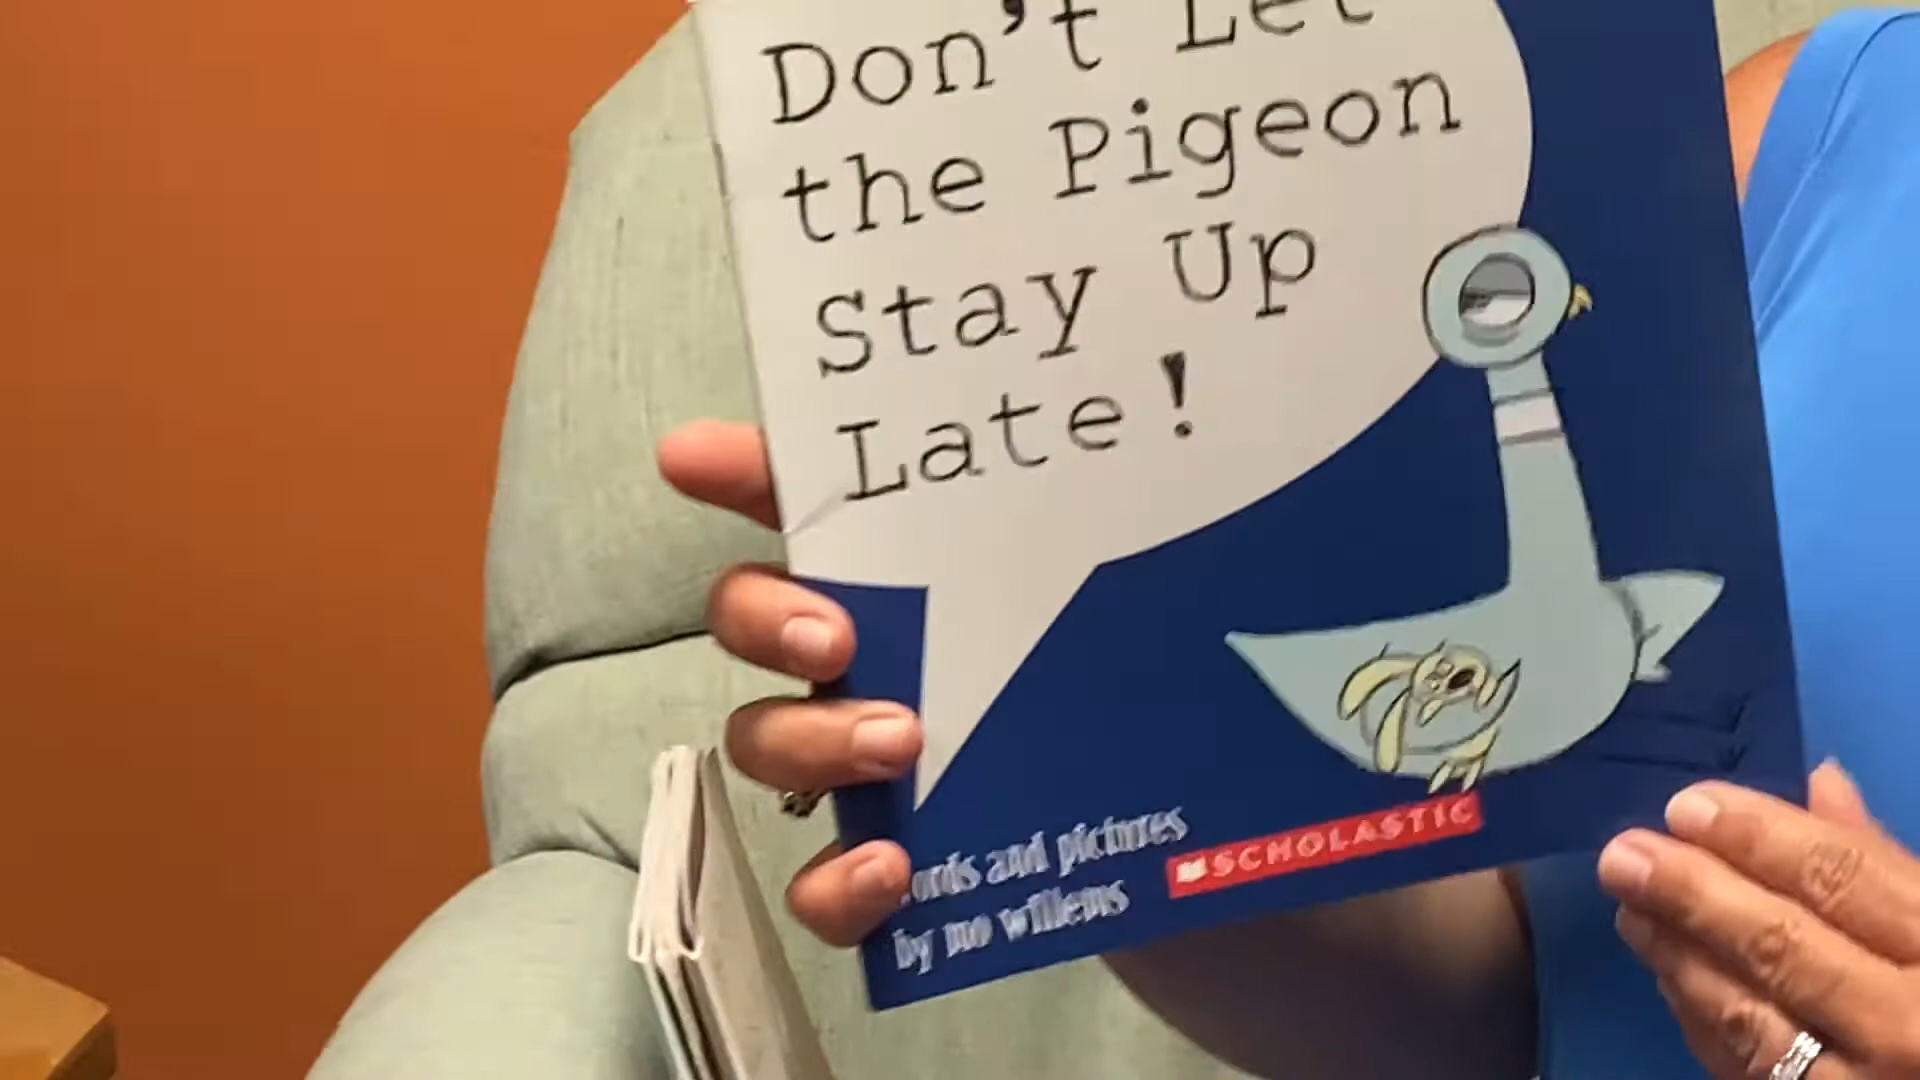 Don't Let
the Pigeon
Stay Up
Late!
words and pictures
by mo willems
SCHOLASTIC